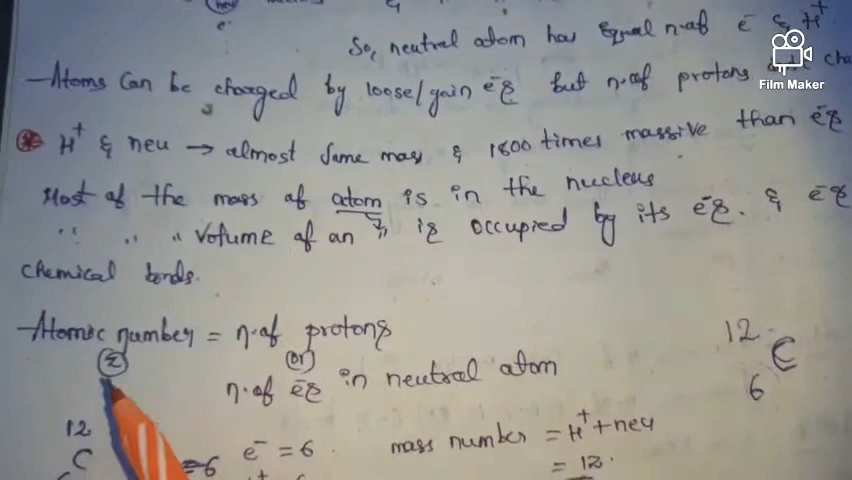 e⁻
So, neutral atom has equal n.of e⁻ & H⁺
Film Maker
- Atoms can be charged by loose/gain e⁻s but n.of protons
H⁺ & neu → almost same mass & 1800 times massive than e⁻s
Most of the mass of atom is in the nucleus
" " " volume of an " is occupied by its e⁻s. & e⁻s
chemical bonds.
- Atomic number = n.of protons
(Z) (or)
n.of e⁻s in neutral atom
12
C
6
12
C = 6 e⁻ = 6
mass number = H⁺ + neu
= 12.